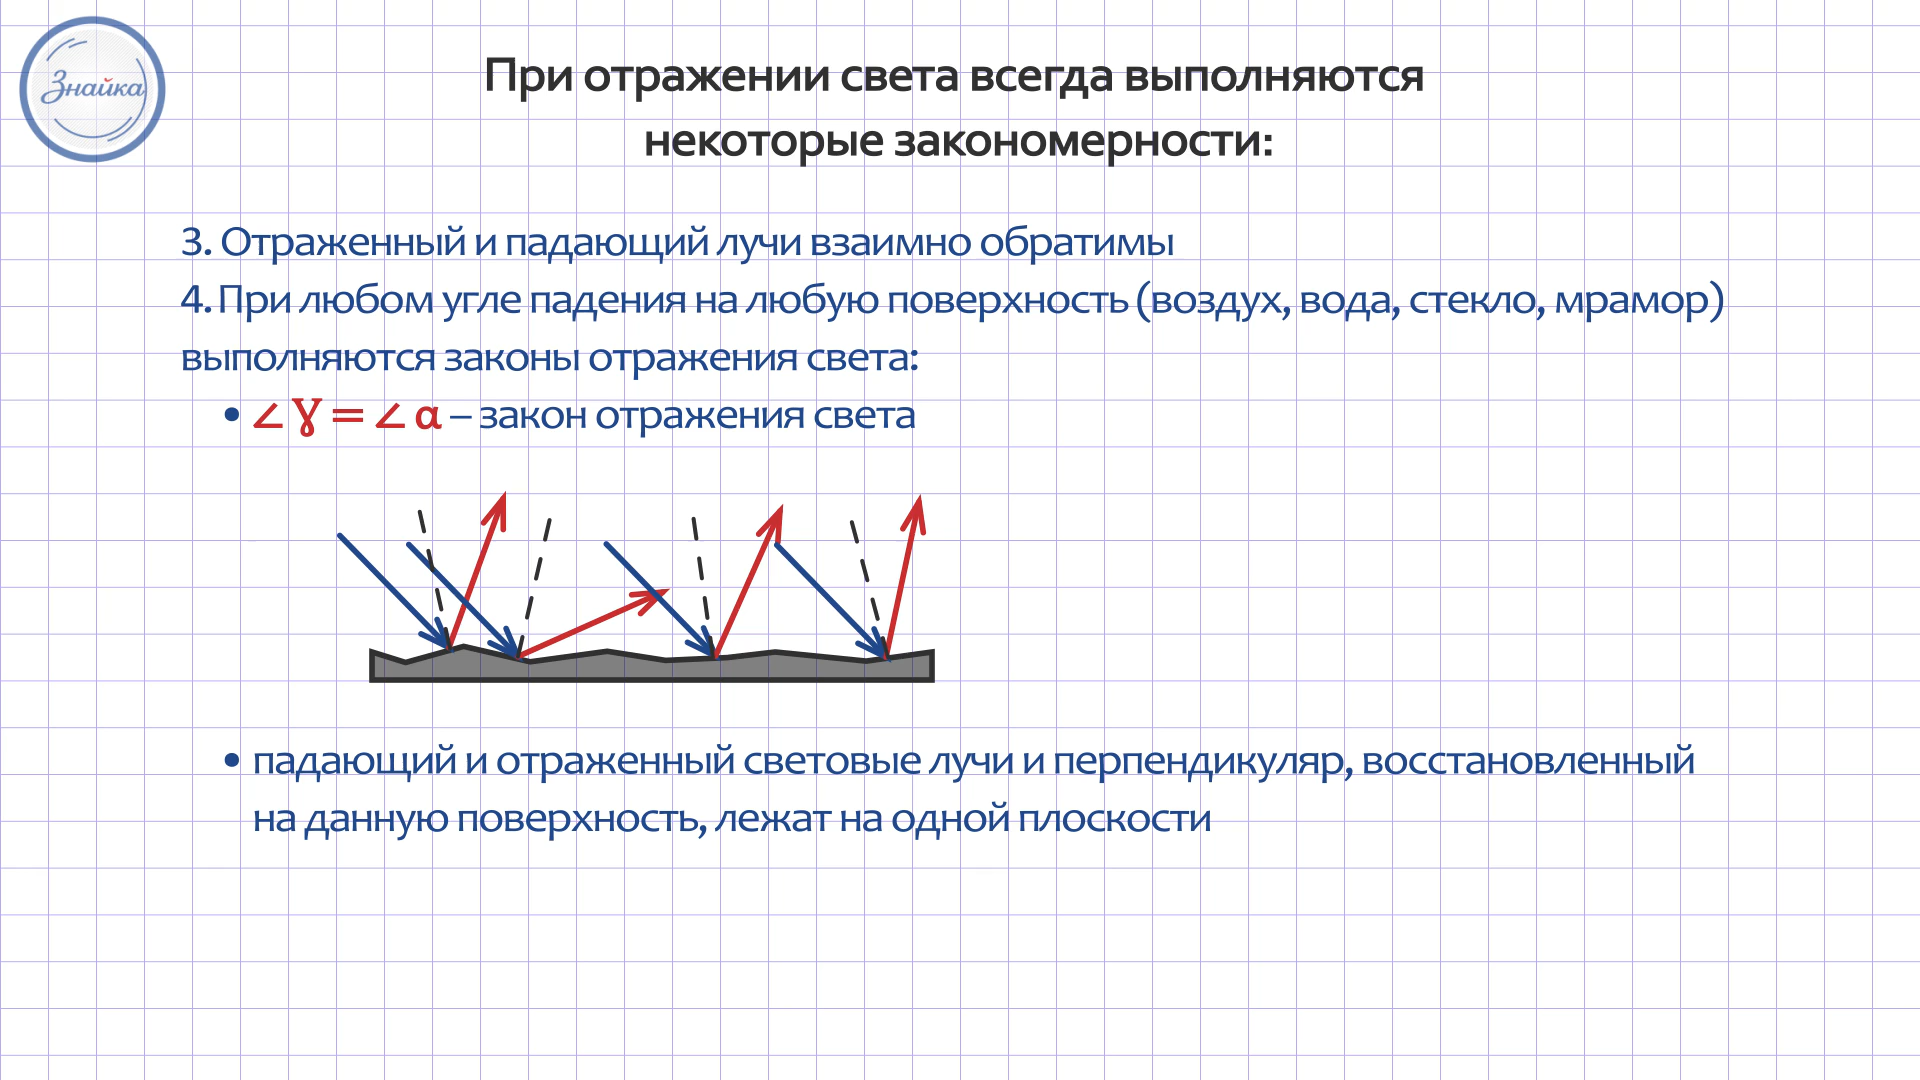 Знайка
При отражении света всегда выполняются
некоторые закономерности:
3. Отраженный и падающий лучи взаимно обратимы
4. При любом угле падения на любую поверхность (воздух, вода, стекло, мрамор)
выполняются законы отражения света:
• ∠ Ɣ = ∠ α – закон отражения света
• падающий и отраженный световые лучи и перпендикуляр, восстановленный
на данную поверхность, лежат на одной плоскости